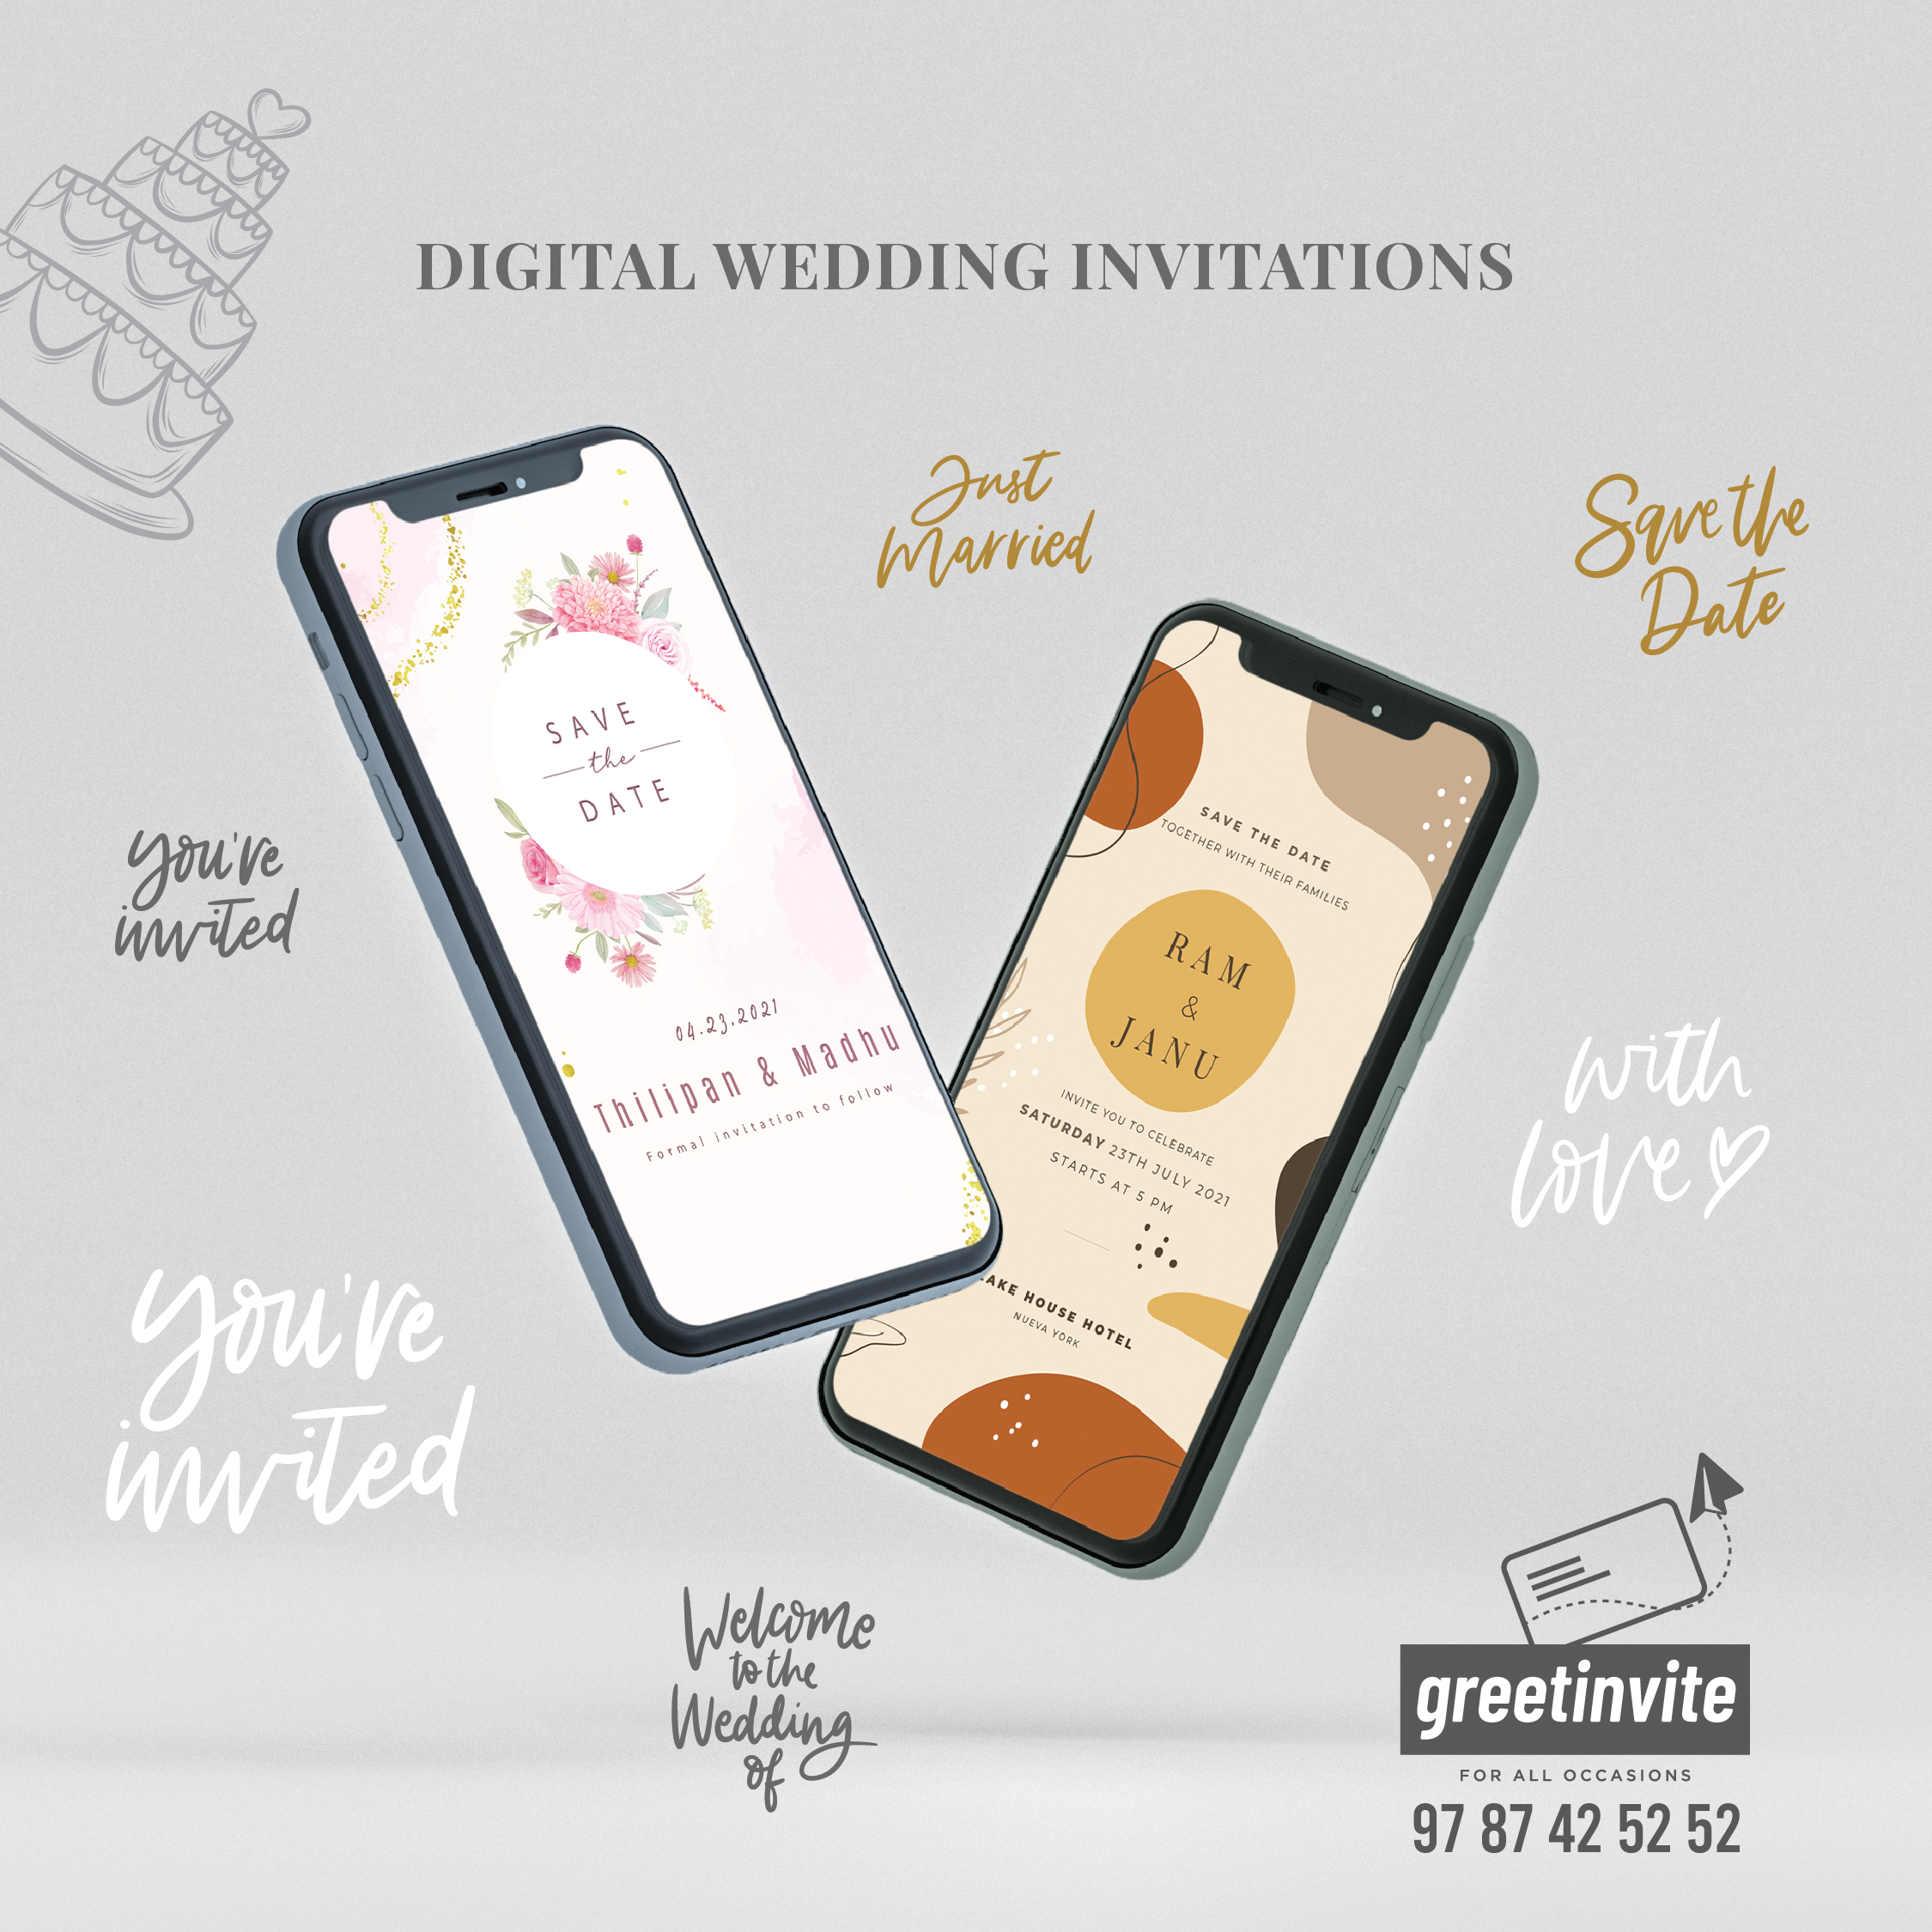 DIGITAL WEDDING INVITATIONS
Just
Married
Save the
Date
SAVE
the
DATE
04.23.2021
Thilipan & Madhu
Formal invitation to follow
SAVE THE DATE
TOGETHER WITH THEIR FAMILIES
RAM
&
JANU
INVITE YOU TO CELEBRATE
SATURDAY 23TH JULY 2021
STARTS AT 5 PM
AKE HOUSE HOTEL
NUEVA YORK
You've
invited
with
love
You've
invited
Welcome
to the
Wedding
of
greetinvite
FOR ALL OCCASIONS
97 87 42 52 52